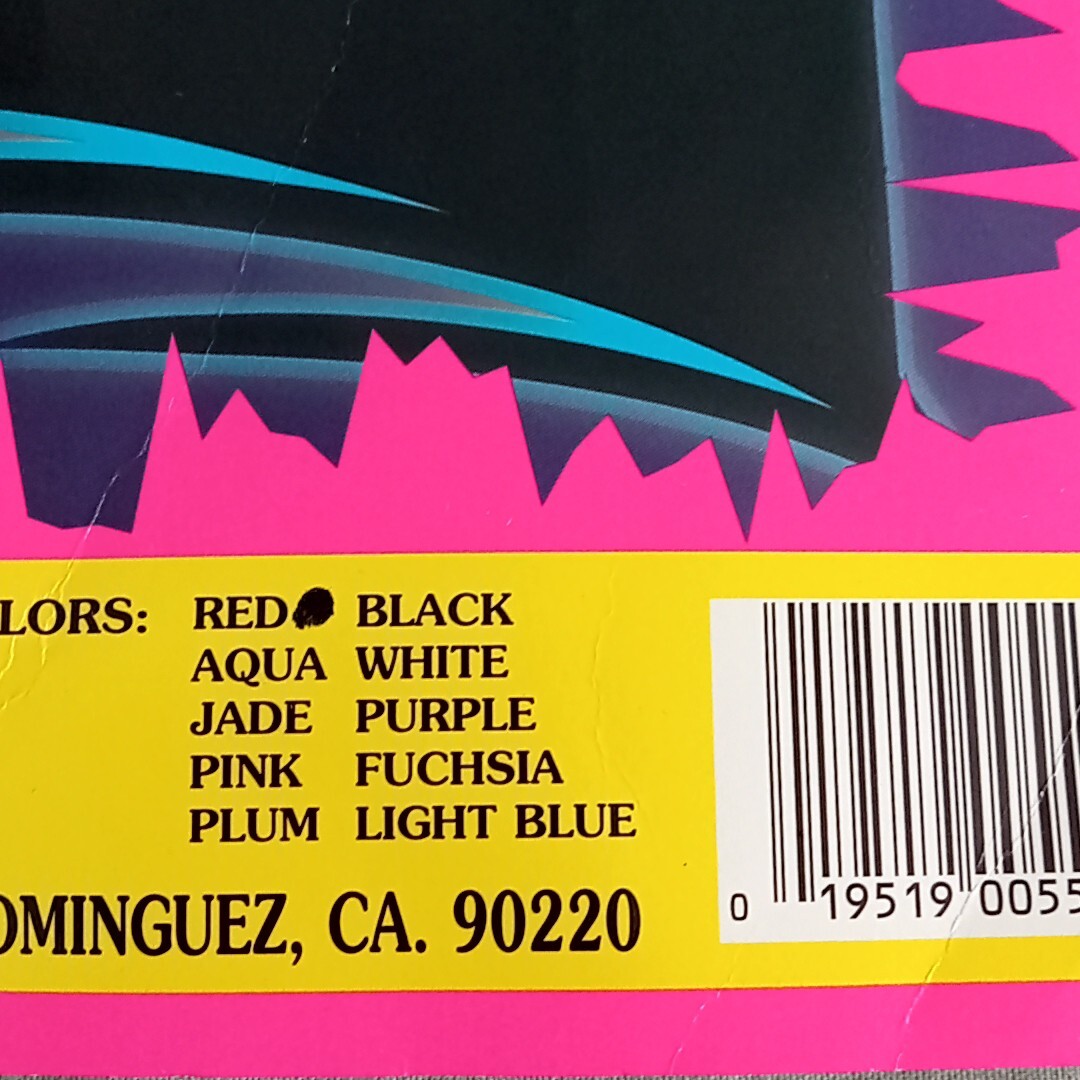 LORS: RED BLACK
AQUA WHITE
JADE PURPLE
PINK FUCHSIA
PLUM LIGHT BLUE
OMINGUEZ, CA. 90220
0 19519 0055